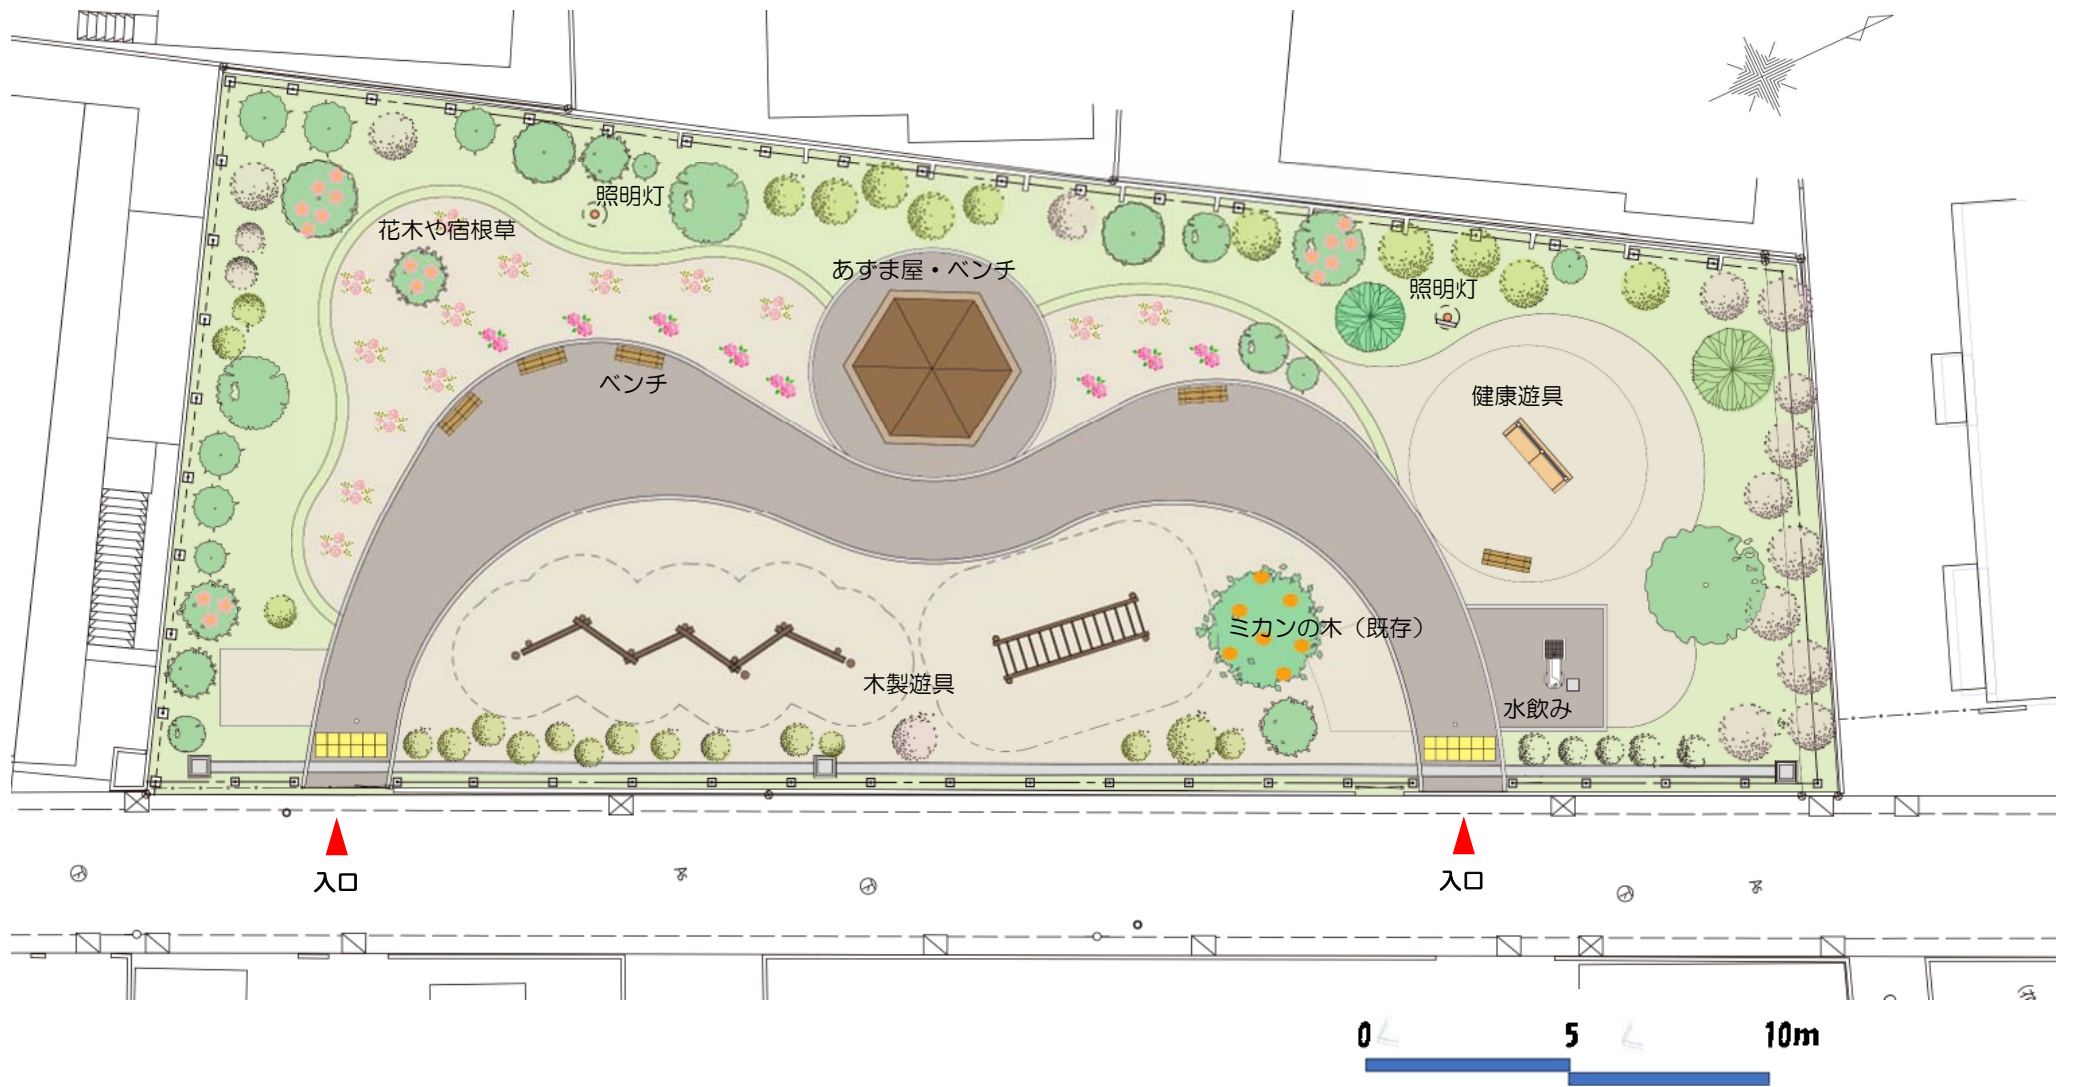 照明灯
花木や宿根草
あずま屋・ベンチ
照明灯
ベンチ
健康遊具
ミカンの木（既存）
木製遊具
水飲み
入口
入口
0 5 10m